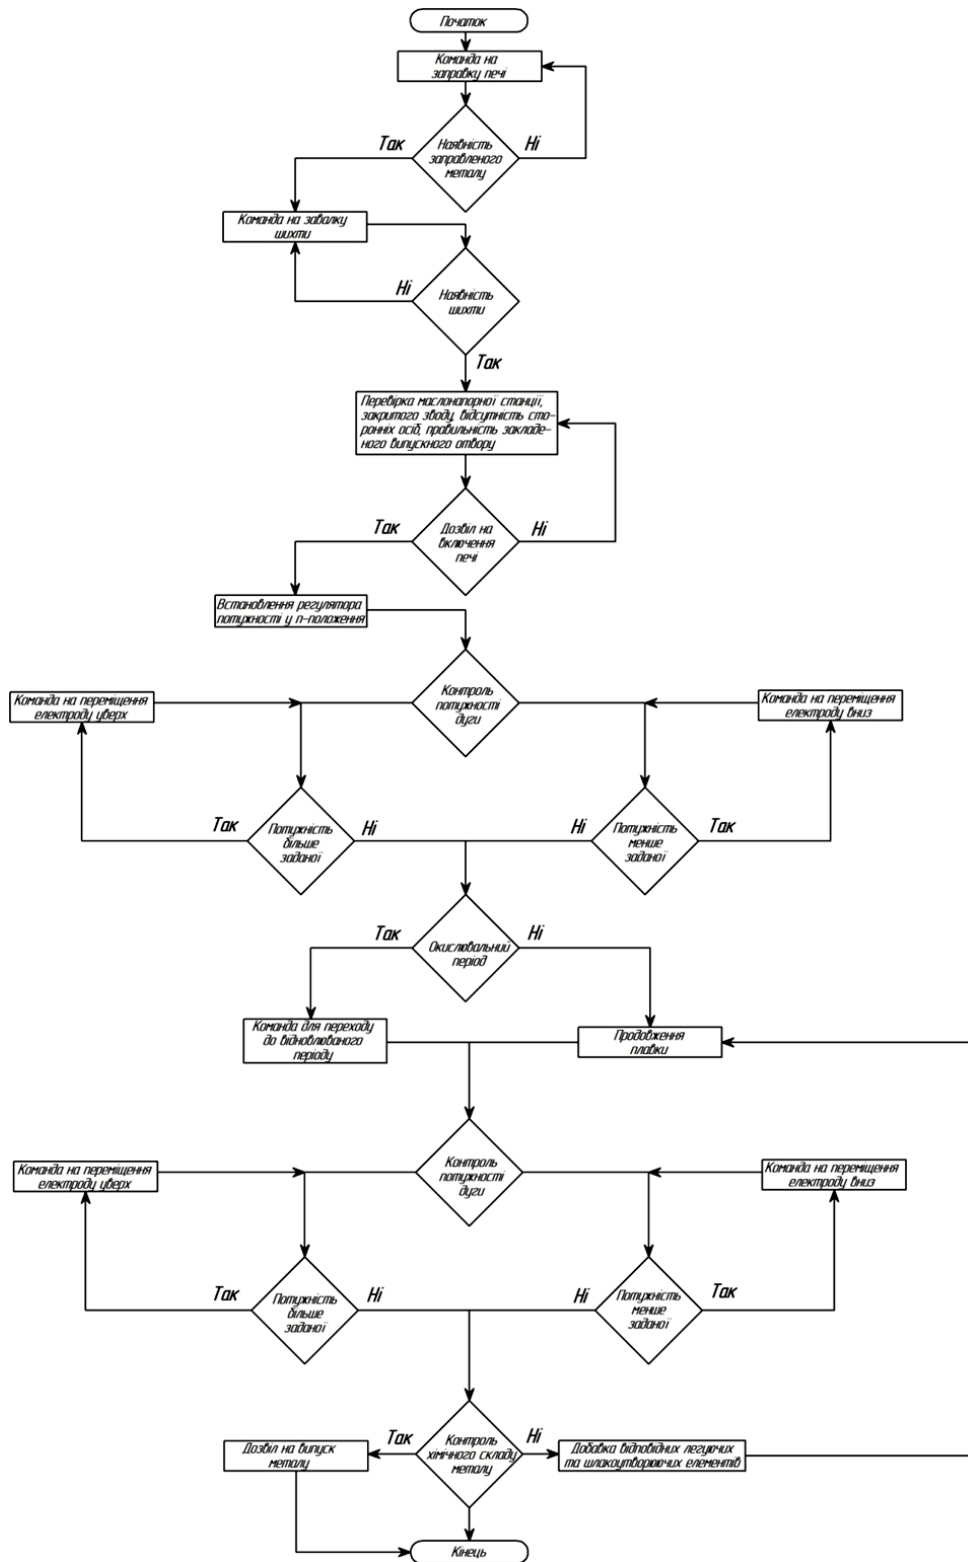 Початок
Команда на
заправку печі
Так
Ні
Наявність
заправленого
металу
Команда на завалку
шихти
Ні
Наявність
шихти
Так
Перевірка маслонапорної станції,
закритого зводу, відсутність сто-
ронніх осіб, правильність закладе-
ного випускного отвору
Так
Ні
Дозвіл на
включення
печі
Встановлення регулятора
потужності у п-положення
Контроль
потужності
дуги
Команда на переміщення
електроду уверх
Команда на переміщення
електроду вниз
Так
Потужність
більше
заданої
Ні
Ні
Потужність
менше
заданої
Так
Так
Окислювальний
період
Ні
Команда для переходу
до відновлюваного
періоду
Продовження
плавки
Контроль
потужності
дуги
Команда на переміщення
електроду уверх
Команда на переміщення
електроду вниз
Так
Потужність
більше
заданої
Ні
Ні
Потужність
менше
заданої
Так
Дозвіл на випуск
металу
Так
Контроль
хімічного складу
металу
Ні
Добавка відповідних легуючих
та шлакоутворюючих елементів
Кінець